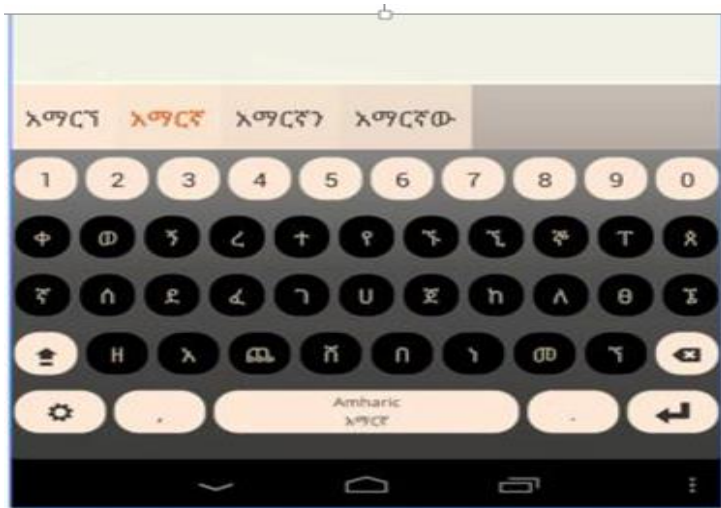 አማርኘ አማርኛ አማርኛን አማርኛው
1 2 3 4 5 6 7 8 9 0
ቀ ወ ኝ ረ ተ የ ኙ ኚ ኞ ፐ ጰ
ኛ ሰ ደ ፈ ገ ሀ ጀ ከ ለ ፀ ኜ
ዘ አ ጨ ሸ በ ነ መ ኘ
, Amharic .
አማርኛ